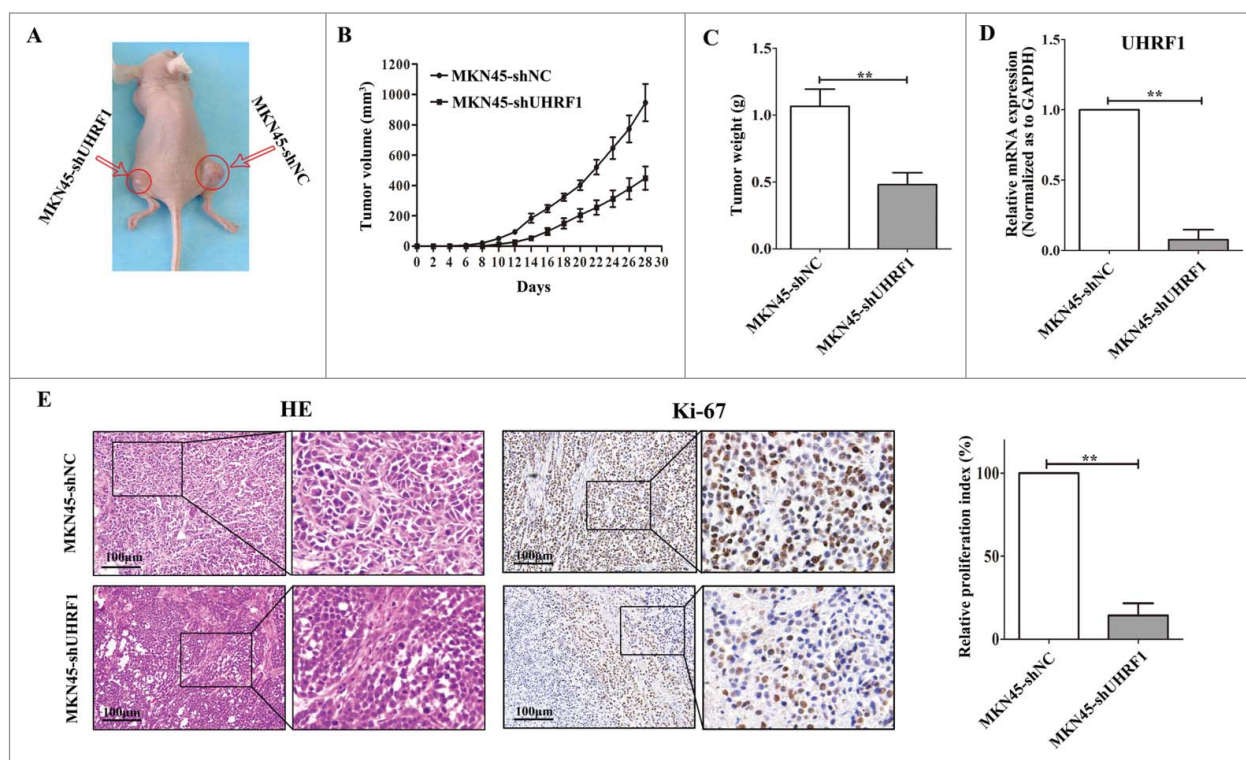 A
MKN45-shUHRF1
MKN45-shNC
B
Tumor volume (mm³)
1200
1000
800
600
400
200
0
MKN45-shNC
MKN45-shUHRF1
0 2 4 6 8 10 12 14 16 18 20 22 24 26 28 30
Days
C
Tumor weight (g)
1.5
1.0
0.5
0.0
**
MKN45-shNC
MKN45-shUHRF1
D
UHRF1
Relative mRNA expression
(Normalized as to GAPDH)
1.5
1.0
0.5
0.0
**
MKN45-shNC
MKN45-shUHRF1
E
HE
Ki-67
MKN45-shNC
100μm
100μm
MKN45-shUHRF1
100μm
100μm
Relative proliferation index (%)
100
50
0
**
MKN45-shNC
MKN45-shUHRF1